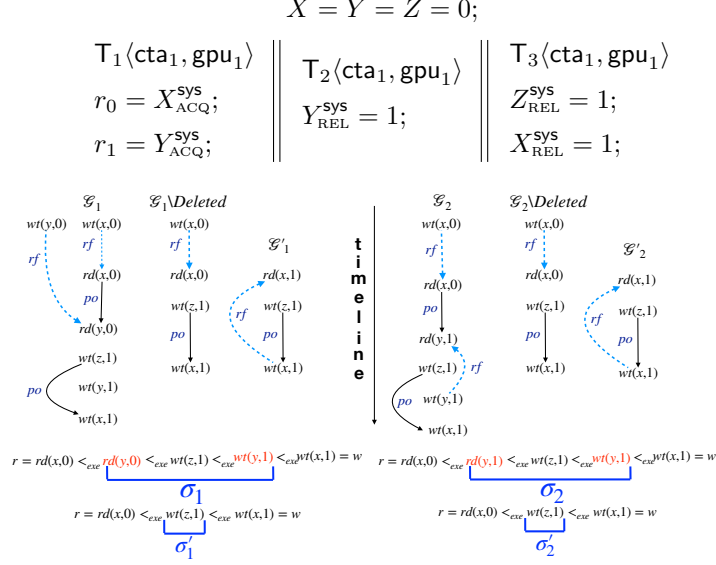 X = Y = Z = 0;
T₁⟨cta₁, gpu₁⟩
r₀ = X^sys_ACQ;
r₁ = Y^sys_ACQ;
T₂⟨cta₁, gpu₁⟩
Y^sys_REL = 1;
T₃⟨cta₁, gpu₁⟩
Z^sys_REL = 1;
X^sys_REL = 1;
𝒢₁
wt(y,0) wt(x,0)
rf rf
rd(x,0)
po
rd(y,0)
wt(z,1)
po wt(y,1)
wt(x,1)
𝒢₁\Deleted
wt(x,0)
rf
rd(x,0)
wt(z,1)
po
wt(x,1)
𝒢'₁
rd(x,1)
wt(z,1)
rf po
wt(x,1)
timeline
𝒢₂
wt(x,0)
rf
rd(x,0)
po
rd(y,1)
wt(z,1) rf
po wt(y,1)
wt(x,1)
𝒢₂\Deleted
wt(x,0)
rf
rd(x,0)
wt(z,1)
po
wt(x,1)
𝒢'₂
rd(x,1)
wt(z,1)
rf po
wt(x,1)
r = rd(x,0) <exe rd(y,0) <exe wt(z,1) <exe wt(y,1) <exe wt(x,1) = w
σ₁
r = rd(x,0) <exe wt(z,1) <exe wt(x,1) = w
σ₁′
r = rd(x,0) <exe rd(y,1) <exe wt(z,1) <exe wt(y,1) <exe wt(x,1) = w
σ₂
r = rd(x,0) <exe wt(z,1) <exe wt(x,1) = w
σ₂′